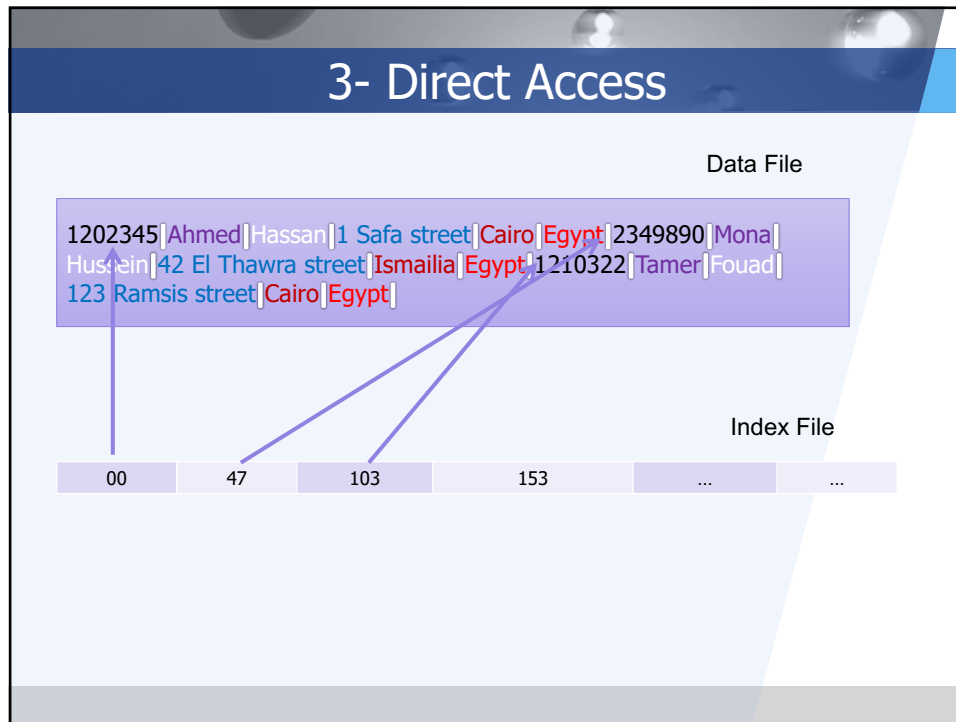 3- Direct Access
Data File
1202345|Ahmed|Hassan|1 Safa street|Cairo|Egypt|2349890|Mona|
Hussein|42 El Thawra street|Ismailia|Egypt|1210322|Tamer|Fouad|
123 Ramsis street|Cairo|Egypt|
Index File
00 47 103 153 ... ...